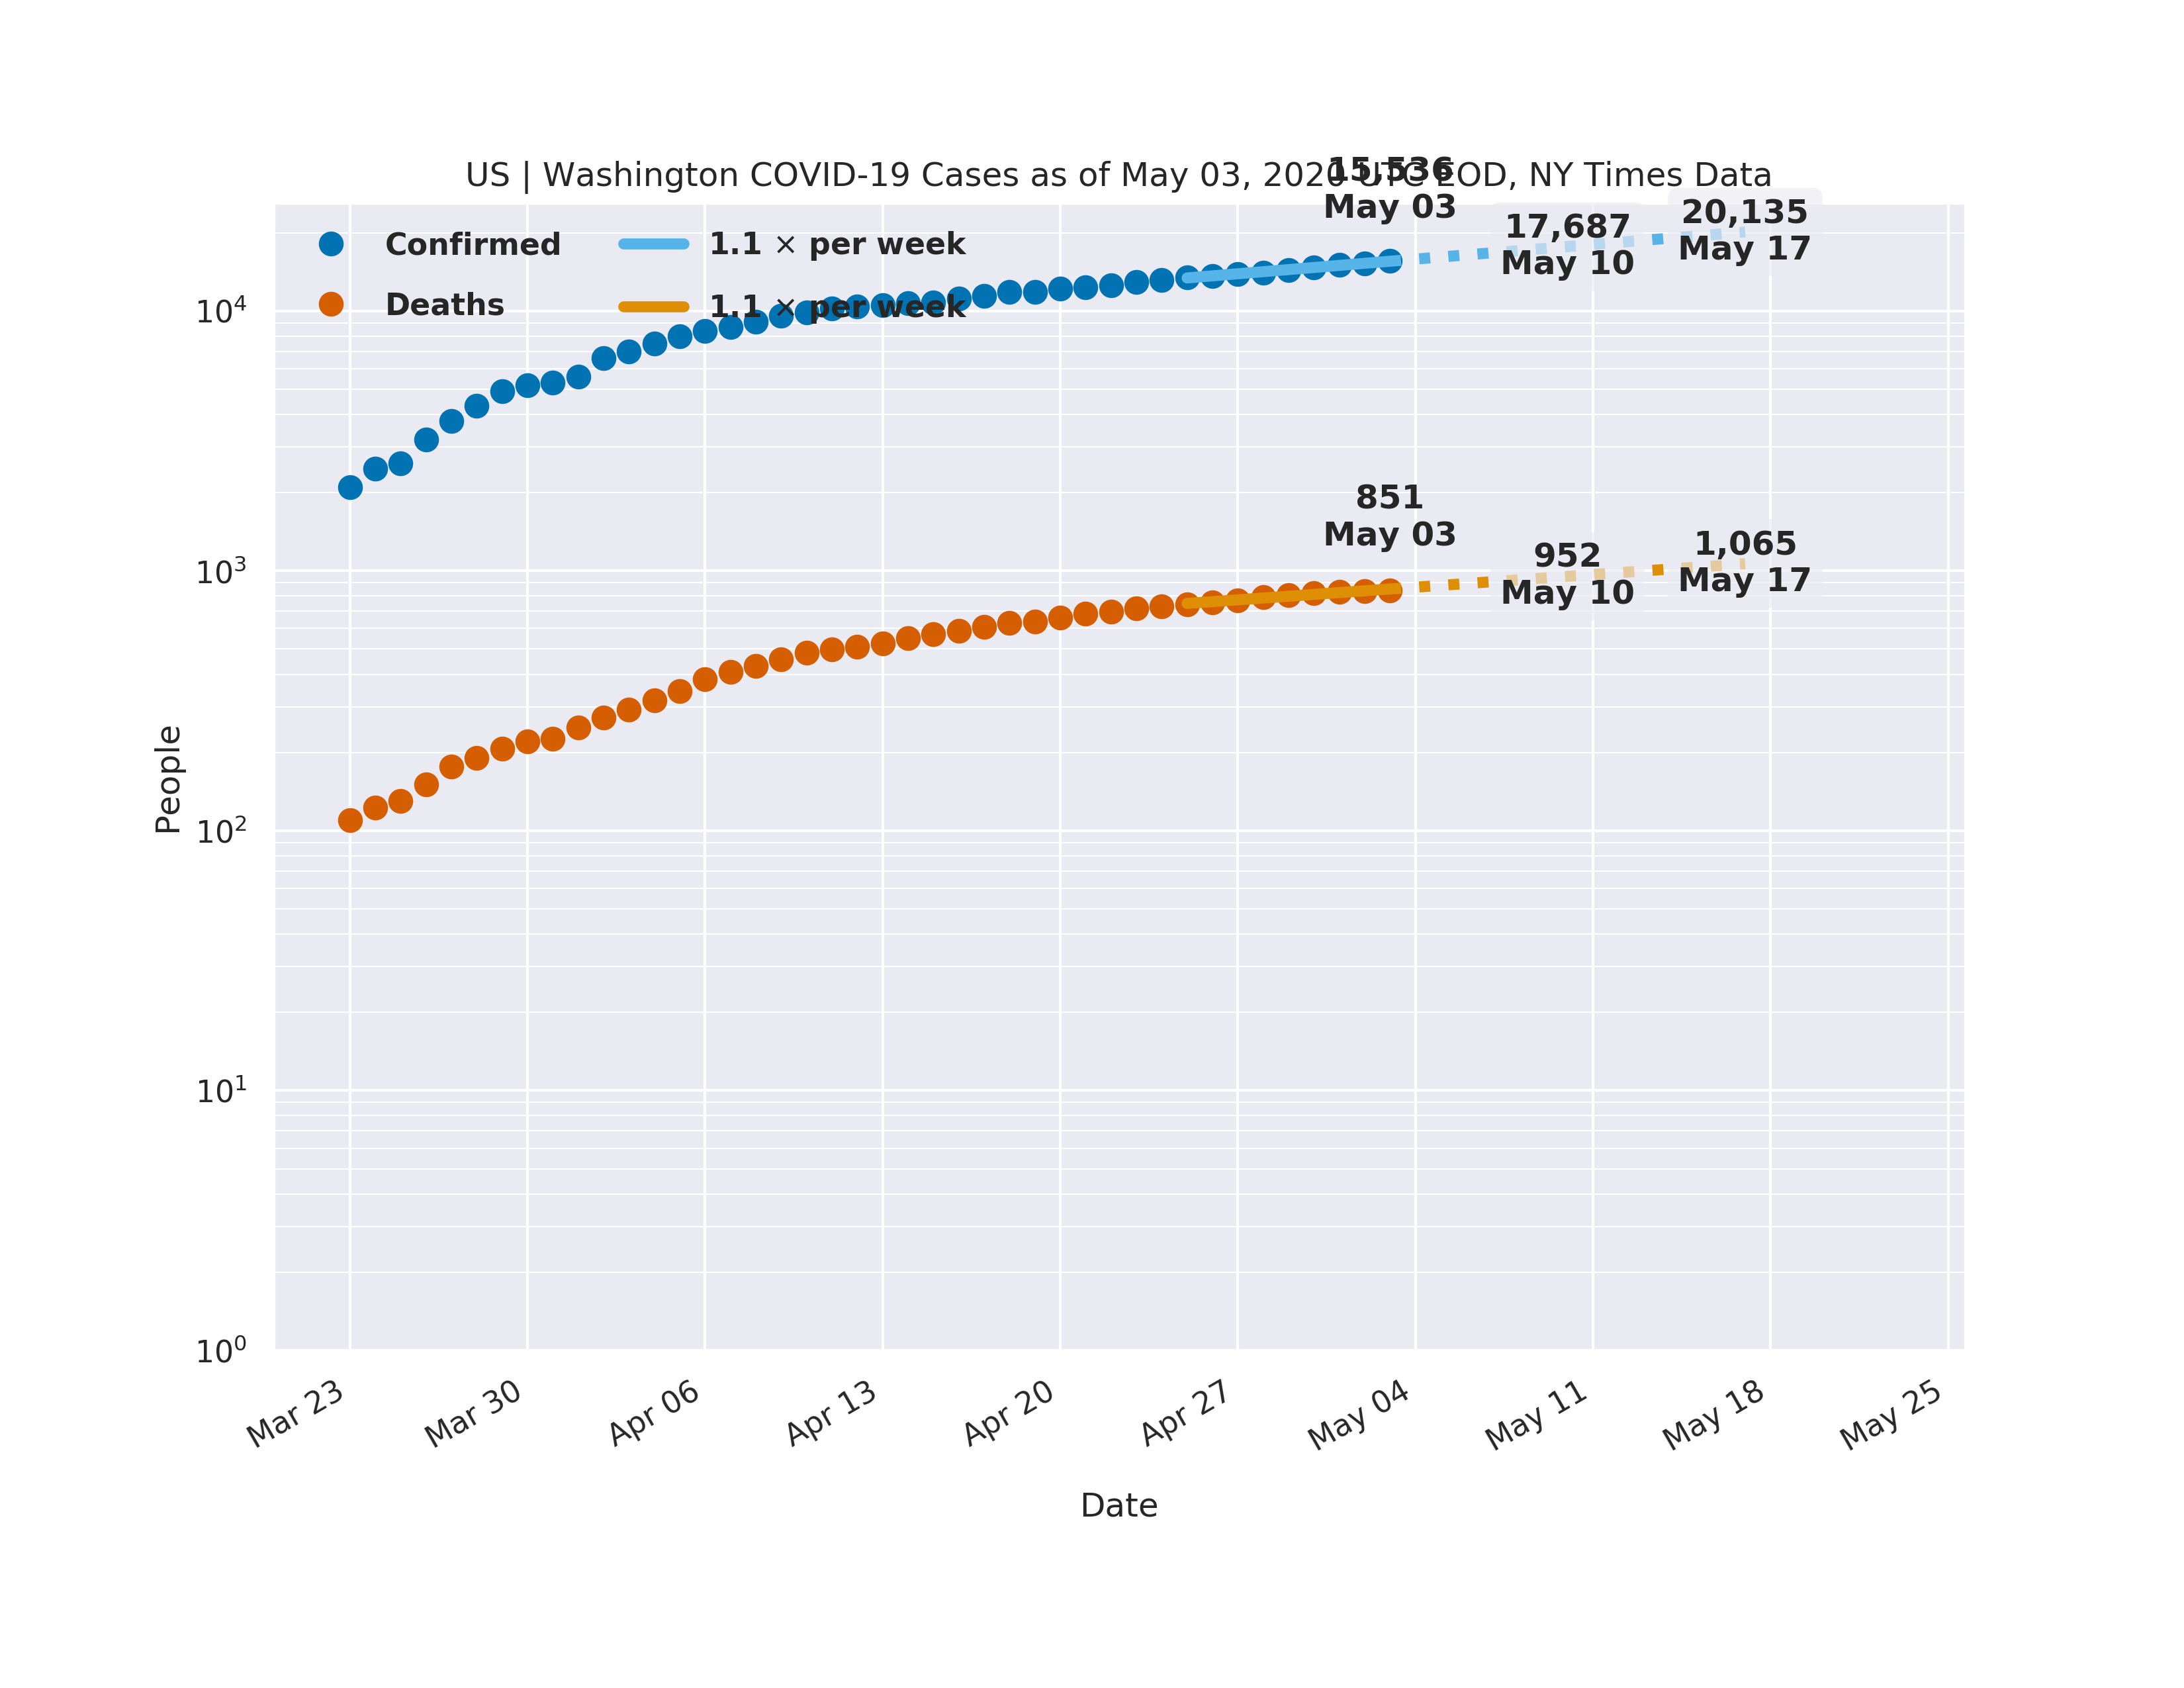 US | Washington COVID-19 Cases as of May 03, 2020 UTC EOD, NY Times Data
15,536
May 03
17,687
May 10
20,135
May 17
Confirmed
1.1 × per week
Deaths
1.1 × per week
851
May 03
952
May 10
1,065
May 17
People
10⁴
10³
10²
10¹
10⁰
Mar 23
Mar 30
Apr 06
Apr 13
Apr 20
Apr 27
May 04
May 11
May 18
May 25
Date